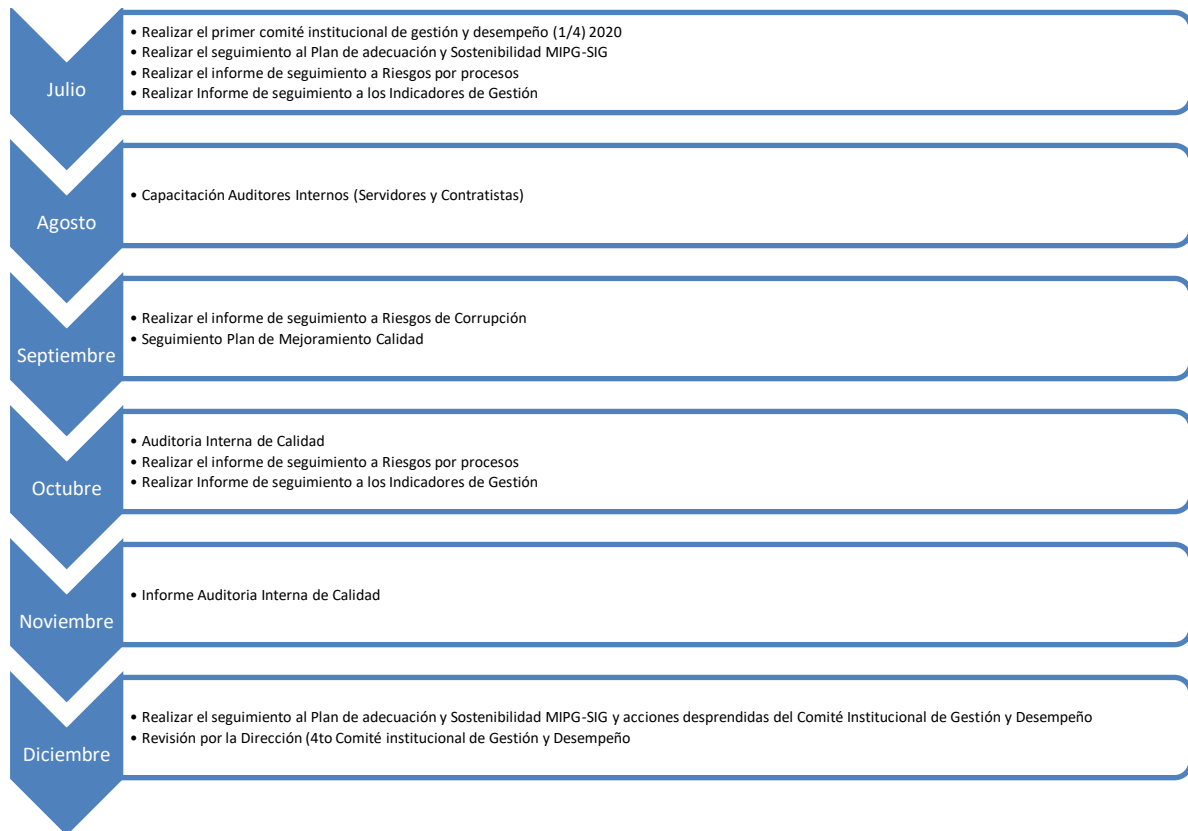 Julio
• Realizar el primer comité institucional de gestión y desempeño (1/4) 2020
• Realizar el seguimiento al Plan de adecuación y Sostenibilidad MIPG-SIG
• Realizar el informe de seguimiento a Riesgos por procesos
• Realizar Informe de seguimiento a los Indicadores de Gestión
Agosto
• Capacitación Auditores Internos (Servidores y Contratistas)
Septiembre
• Realizar el informe de seguimiento a Riesgos de Corrupción
• Seguimiento Plan de Mejoramiento Calidad
Octubre
• Auditoria Interna de Calidad
• Realizar el informe de seguimiento a Riesgos por procesos
• Realizar Informe de seguimiento a los Indicadores de Gestión
Noviembre
• Informe Auditoria Interna de Calidad
Diciembre
• Realizar el seguimiento al Plan de adecuación y Sostenibilidad MIPG-SIG y acciones desprendidas del Comité Institucional de Gestión y Desempeño
• Revisión por la Dirección (4to Comité institucional de Gestión y Desempeño